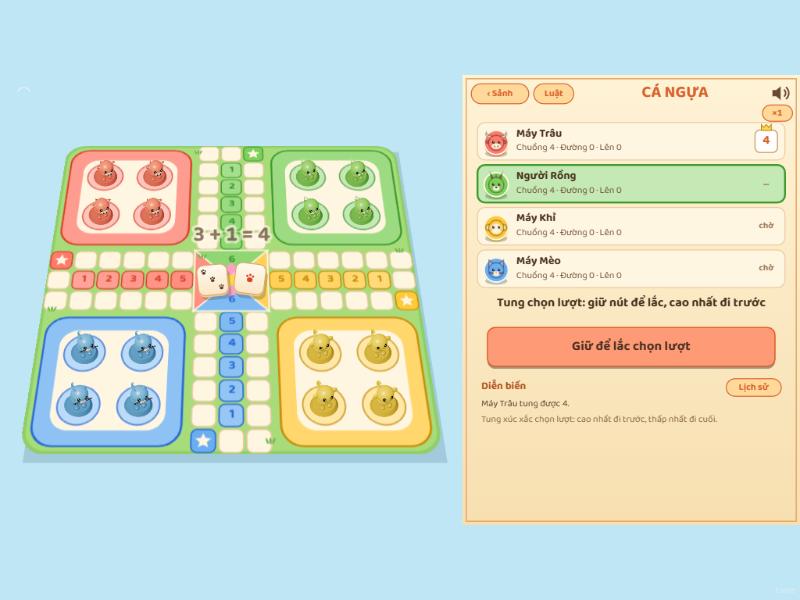 1
2
3
4
3 + 1 = 4
6
1 2 3 4 5
5 4 3 2 1
6
5
4
3
2
1
‹ Sảnh
Luật
CÁ NGỰA
×1
Máy Trâu
Chuồng 4 · Đường 0 · Lên 0
4
Người Rồng
Chuồng 4 · Đường 0 · Lên 0
–
Máy Khỉ
Chuồng 4 · Đường 0 · Lên 0
chờ
Máy Mèo
Chuồng 4 · Đường 0 · Lên 0
chờ
Tung chọn lượt: giữ nút để lắc, cao nhất đi trước
Giữ để lắc chọn lượt
Diễn biến
Lịch sử
Máy Trâu tung được 4.
Tung xúc xắc chọn lượt: cao nhất đi trước, thấp nhất đi cuối.